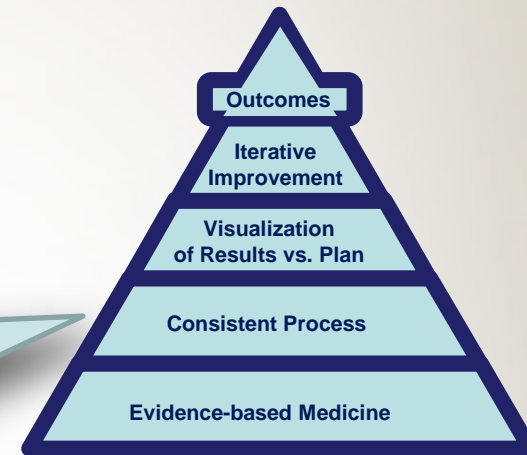 Outcomes
Iterative
Improvement
Visualization
of Results vs. Plan
Consistent Process
Evidence-based Medicine